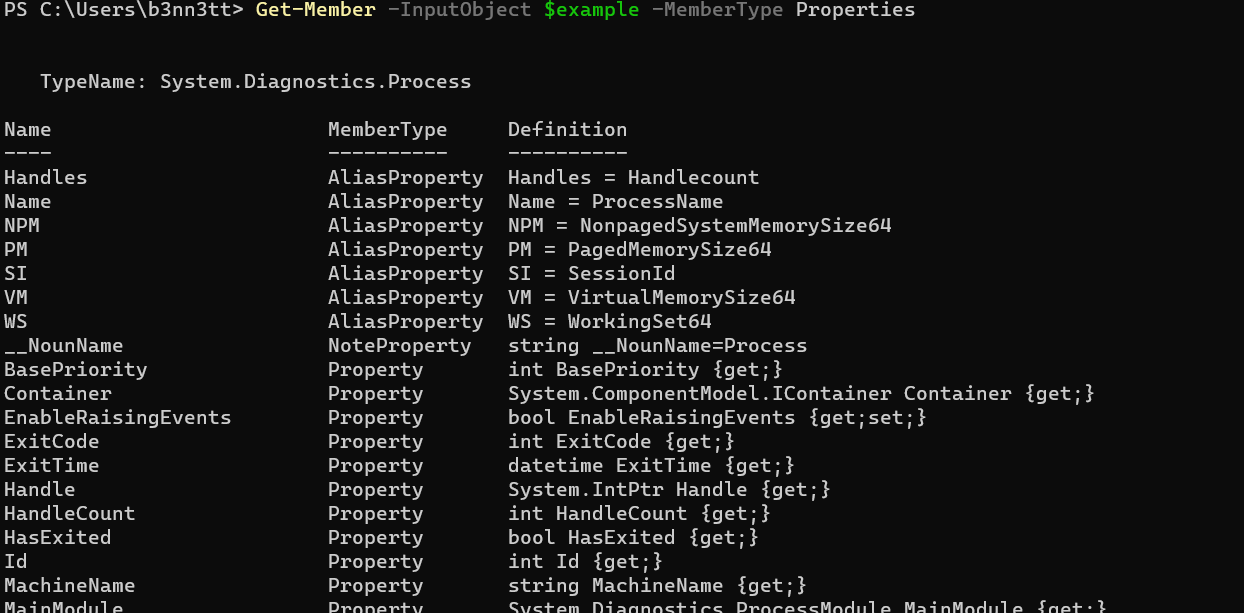 PS C:\Users\b3nn3tt> Get-Member -InputObject $example -MemberType Properties
TypeName: System.Diagnostics.Process
Name MemberType Definition
---- ---------- ----------
Handles AliasProperty Handles = Handlecount
Name AliasProperty Name = ProcessName
NPM AliasProperty NPM = NonpagedSystemMemorySize64
PM AliasProperty PM = PagedMemorySize64
SI AliasProperty SI = SessionId
VM AliasProperty VM = VirtualMemorySize64
WS AliasProperty WS = WorkingSet64
__NounName NoteProperty string __NounName=Process
BasePriority Property int BasePriority {get;}
Container Property System.ComponentModel.IContainer Container {get;}
EnableRaisingEvents Property bool EnableRaisingEvents {get;set;}
ExitCode Property int ExitCode {get;}
ExitTime Property datetime ExitTime {get;}
Handle Property System.IntPtr Handle {get;}
HandleCount Property int HandleCount {get;}
HasExited Property bool HasExited {get;}
Id Property int Id {get;}
MachineName Property string MachineName {get;}
MainModule Property System.Diagnostics.ProcessModule MainModule {get;}